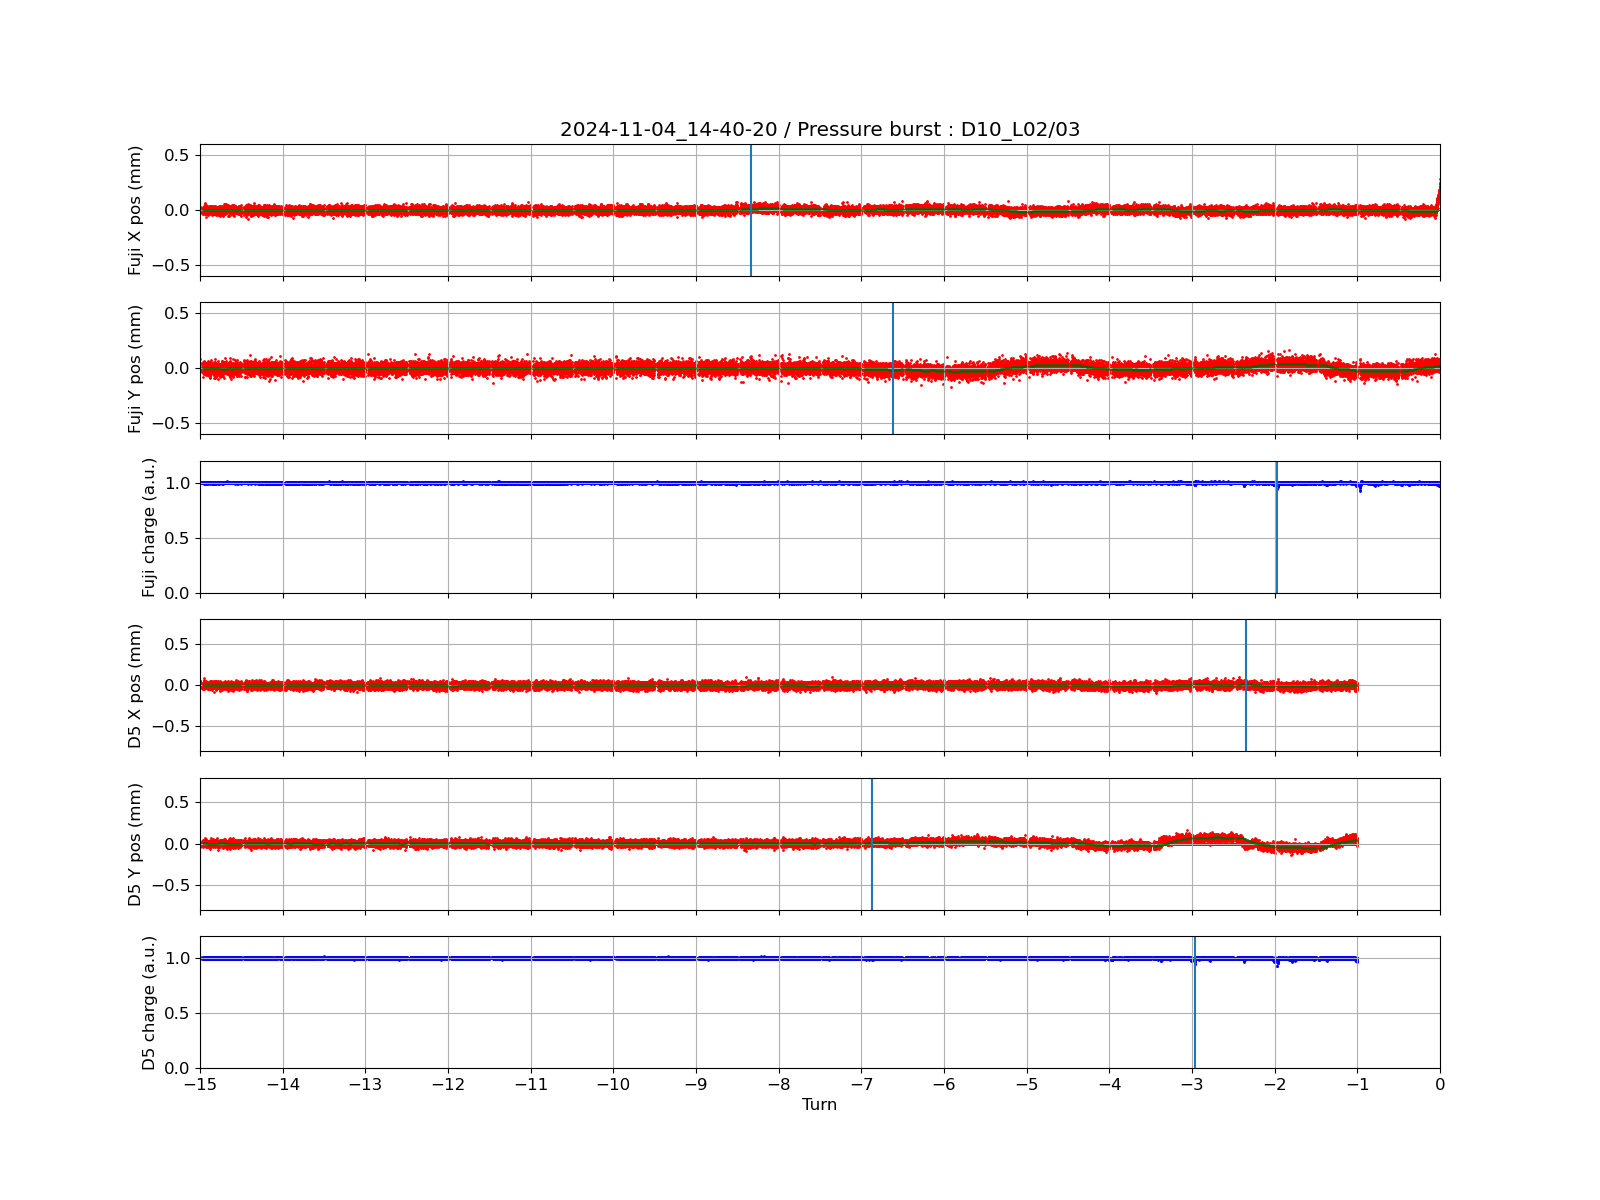 2024-11-04_14-40-20 / Pressure burst : D10_L02/03
Fuji X pos (mm)
0.5
0.0
−0.5
Fuji Y pos (mm)
0.5
0.0
−0.5
Fuji charge (a.u.)
1.0
0.5
0.0
D5 X pos (mm)
0.5
0.0
−0.5
D5 Y pos (mm)
0.5
0.0
−0.5
D5 charge (a.u.)
1.0
0.5
0.0
−15 −14 −13 −12 −11 −10 −9 −8 −7 −6 −5 −4 −3 −2 −1 0
Turn